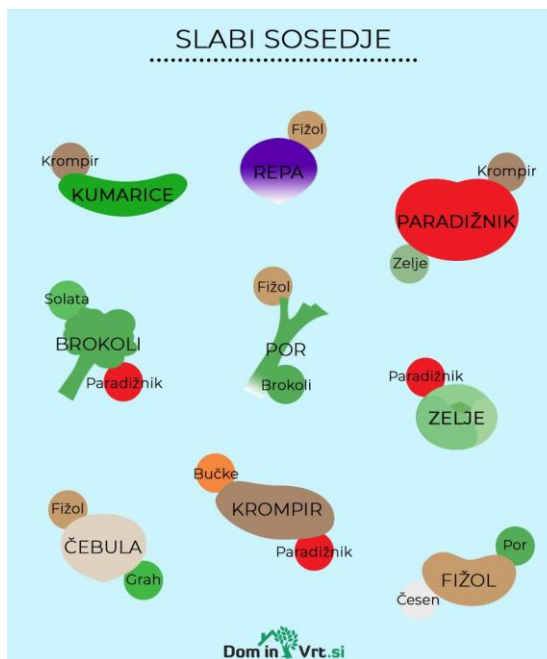 SLABI SOSEDJE
Krompir
KUMARICE
Fižol
REPA
Krompir
PARADIŽNIK
Zelje
Solata
BROKOLI
Paradižnik
Fižol
POR
Brokoli
Paradižnik
ZELJE
Fižol
ČEBULA
Grah
Bučke
KROMPIR
Paradižnik
Por
FIŽOL
Česen
Dom in Vrt.si